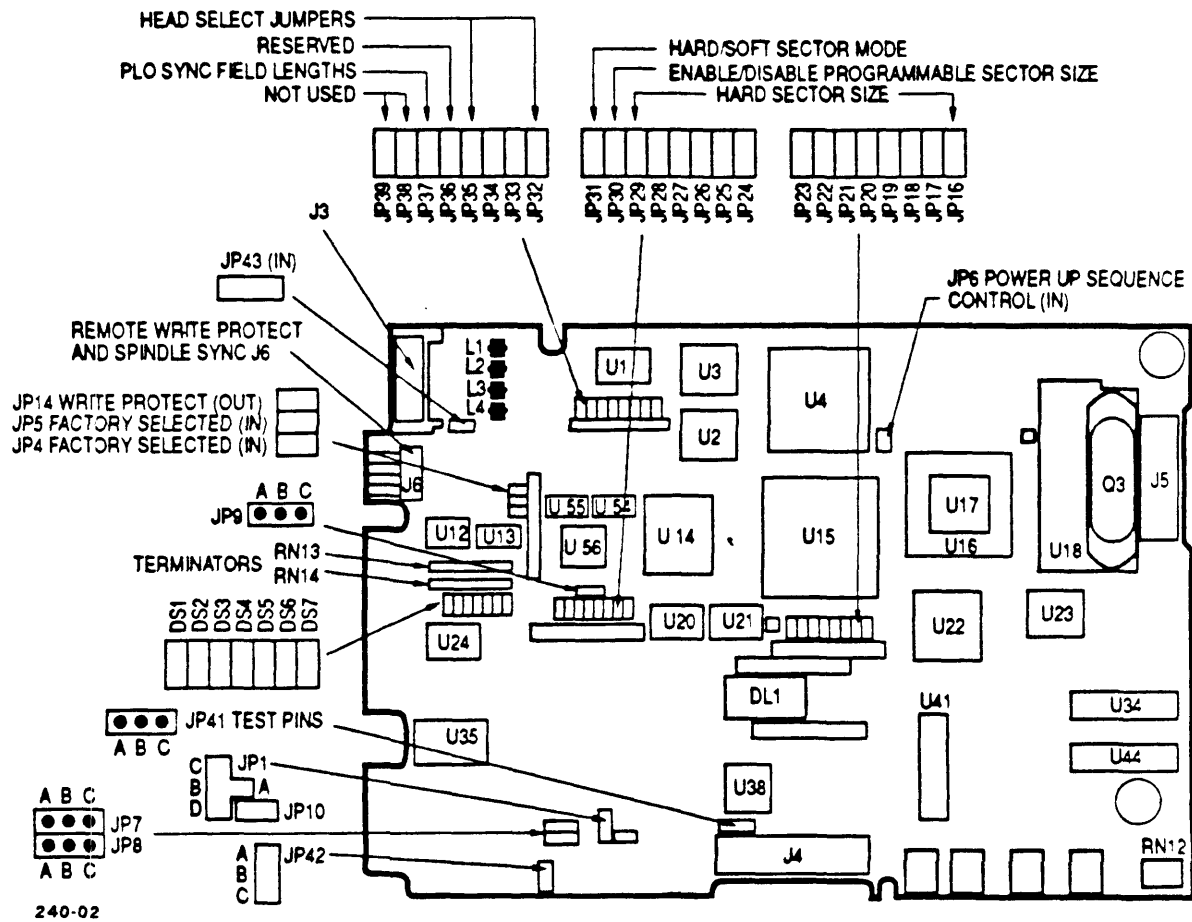 HEAD SELECT JUMPERS
RESERVED
PLO SYNC FIELD LENGTHS
NOT USED
HARD/SOFT SECTOR MODE
ENABLE/DISABLE PROGRAMMABLE SECTOR SIZE
HARD SECTOR SIZE
JP39
JP38
JP37
JP36
JP35
JP34
JP33
JP32
JP31
JP30
JP29
JP28
JP27
JP26
JP25
JP24
JP23
JP22
JP21
JP20
JP19
JP18
JP17
JP16
J3
JP43 (IN)
JP6 POWER UP SEQUENCE
CONTROL (IN)
REMOTE WRITE PROTECT
AND SPINDLE SYNC J6
L1
L2
L3
L4
U1
U3
U4
U2
JP14 WRITE PROTECT (OUT)
JP5 FACTORY SELECTED (IN)
JP4 FACTORY SELECTED (IN)
J6
A B C
JP9
U 55
U 54
U12
U13
U 56
U 14
U15
U17
U16
U18
Q3
J5
TERMINATORS
RN13
RN14
DS1
DS2
DS3
DS4
DS5
DS6
DS7
U24
U20
U21
U22
U23
DL1
U41
U34
U44
JP41 TEST PINS
A B C
U35
C
B
D
JP1
A
JP10
U38
A B C
JP7
JP8
A B C
A
B
C
JP42
J4
RN12
240-02